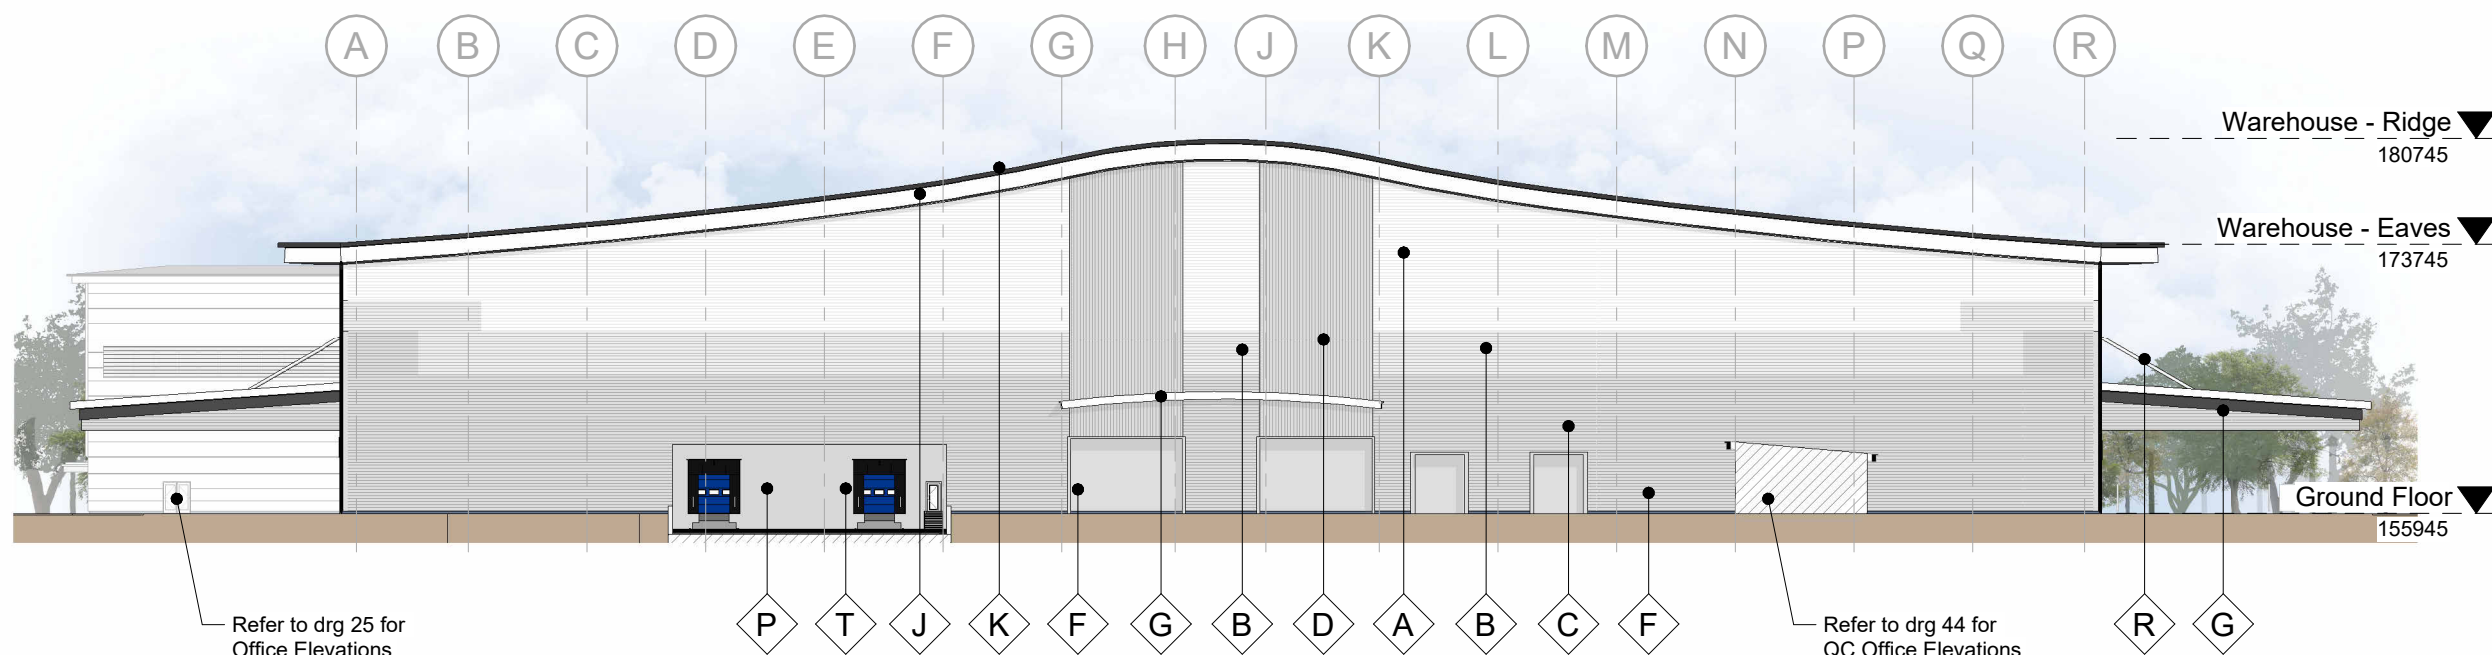 A B C D E F G H J K L M N P Q R
Warehouse - Ridge
180745
Warehouse - Eaves
173745
Ground Floor
155945
P T J K F G B D A B C F R G
Refer to drg 25 for
Office Elevations
Refer to drg 44 for
QC Office Elevations